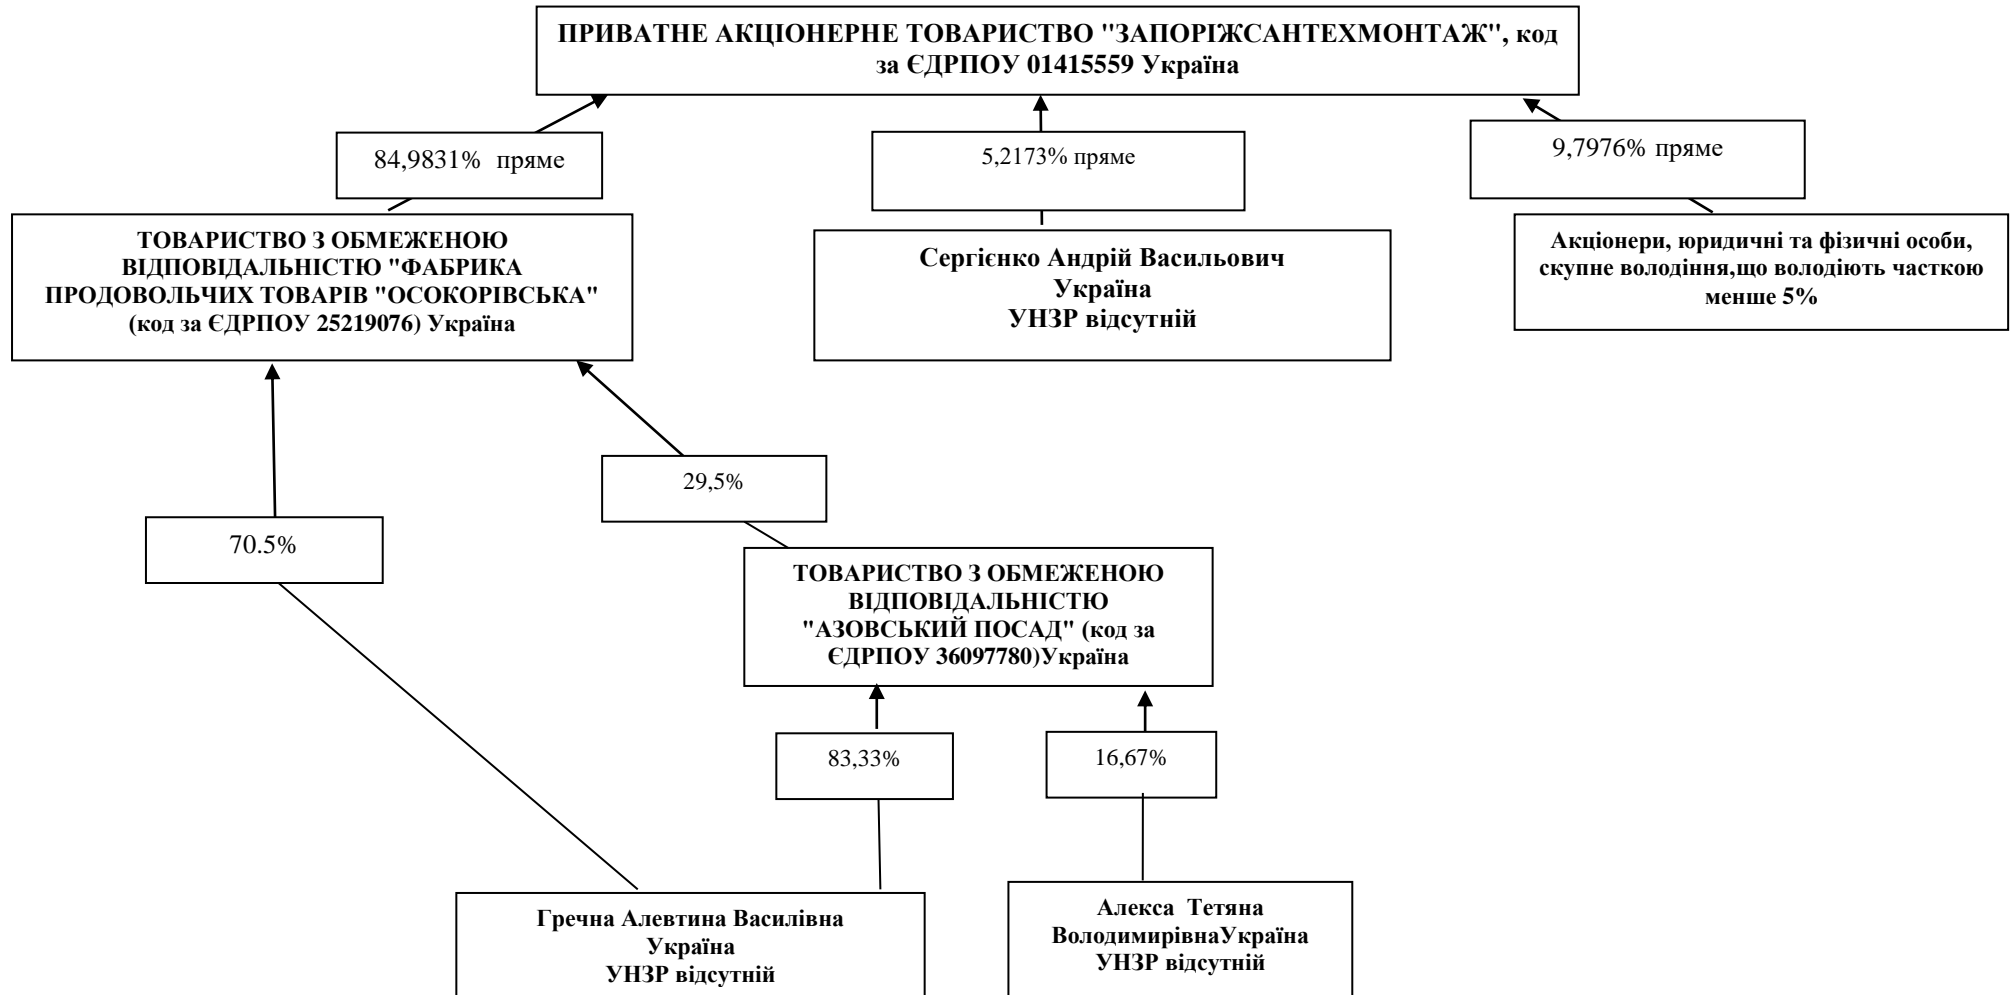 ПРИВАТНЕ АКЦІОНЕРНЕ ТОВАРИСТВО "ЗАПОРІЖСАНТЕХМОНТАЖ", код
за ЄДРПОУ 01415559 Україна
84,9831% пряме
5,2173% пряме
9,7976% пряме
ТОВАРИСТВО З ОБМЕЖЕНОЮ
ВІДПОВІДАЛЬНІСТЮ "ФАБРИКА
ПРОДОВОЛЬЧИХ ТОВАРІВ "ОСОКОРІВСЬКА"
(код за ЄДРПОУ 25219076) Україна
Сергієнко Андрій Васильович
Україна
УНЗР відсутній
Акціонери, юридичні та фізичні особи,
скупне володіння,що володіють часткою
менше 5%
29,5%
70.5%
ТОВАРИСТВО З ОБМЕЖЕНОЮ
ВІДПОВІДАЛЬНІСТЮ
"АЗОВСЬКИЙ ПОСАД" (код за
ЄДРПОУ 36097780)Україна
83,33%
16,67%
Гречна Алевтина Василівна
Україна
УНЗР відсутній
Алекса Тетяна
ВолодимирівнаУкраїна
УНЗР відсутній